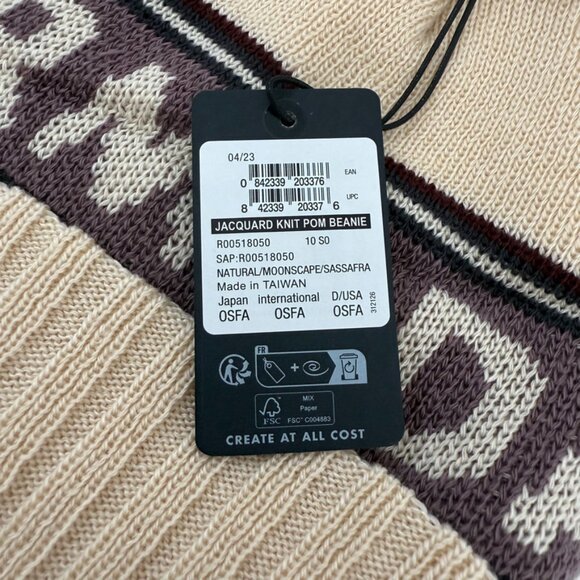 04/23
EAN
0 842339 203376
8 42339 20337 6
UPC
JACQUARD KNIT POM BEANIE
R00518050 10 S0
SAP:R00518050
NATURAL/MOONSCAPE/SASSAFRA
Made in TAIWAN
Japan international D/USA
OSFA OSFA OSFA
312126
FR
+
FSC
MIX
Paper
FSC® C004883
CREATE AT ALL COST